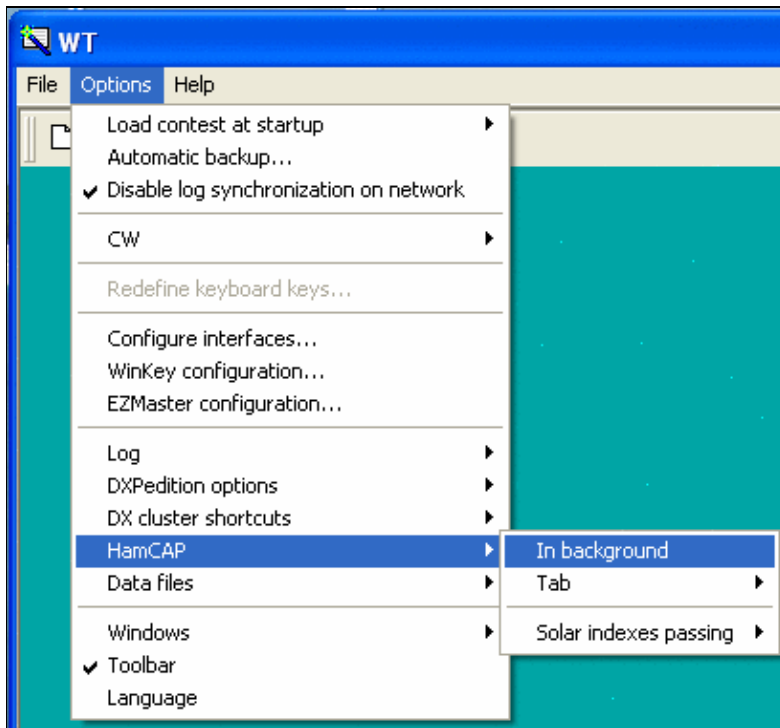 WT
File Options Help
Load contest at startup
Automatic backup...
Disable log synchronization on network
CW
Redefine keyboard keys...
Configure interfaces...
WinKey configuration...
EZMaster configuration...
Log
DXPedition options
DX cluster shortcuts
HamCAP
In background
Data files
Tab
Windows
Solar indexes passing
Toolbar
Language